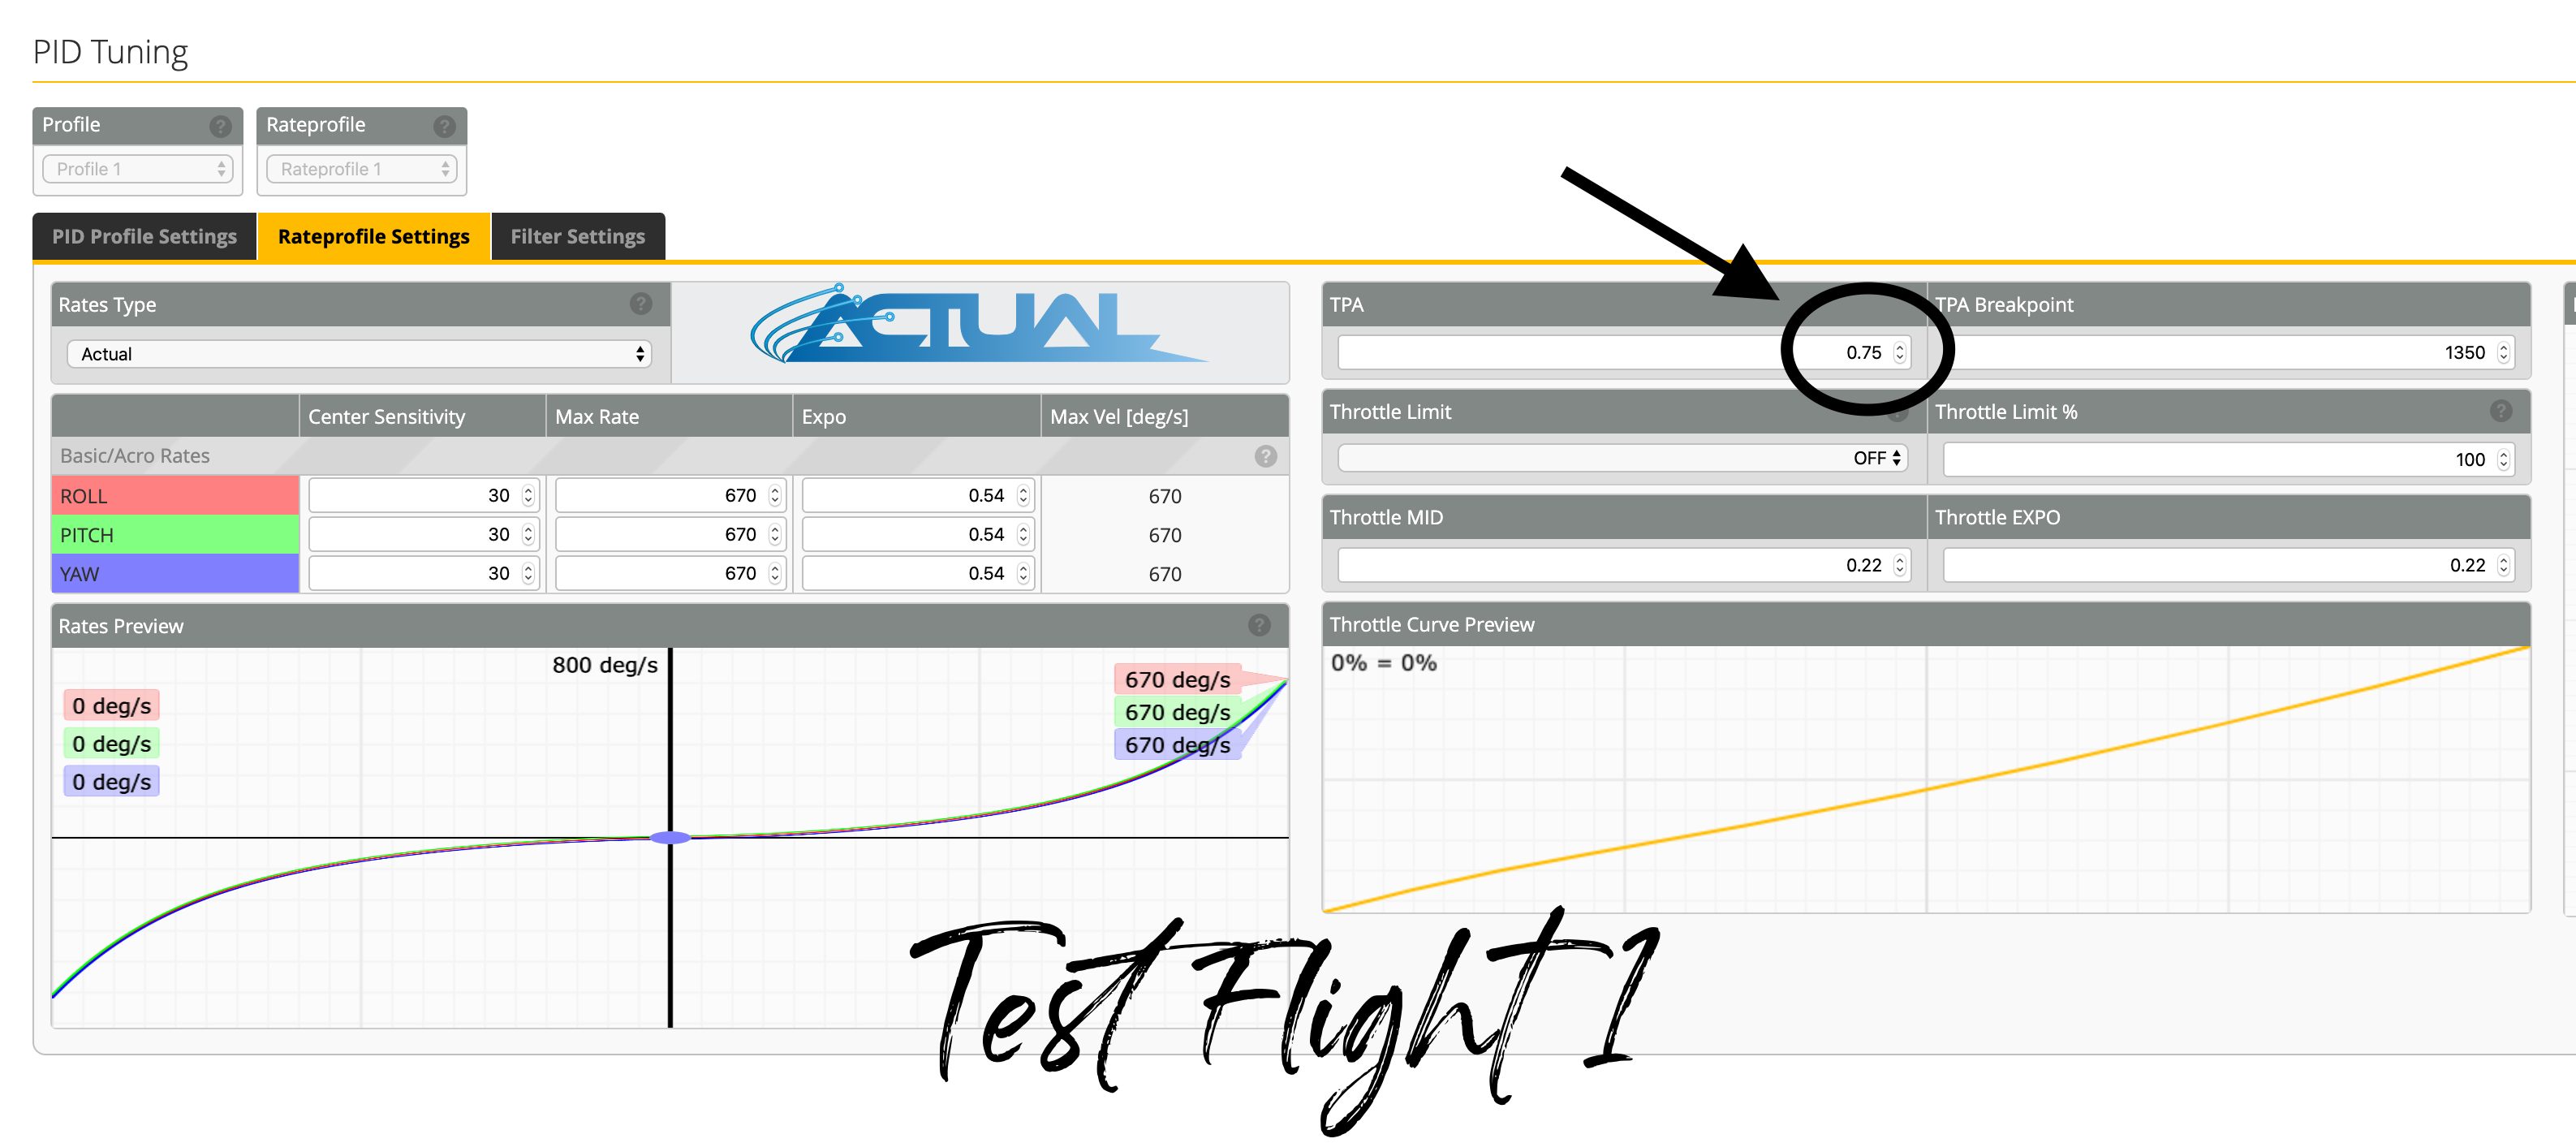 PID Tuning
Profile
Rateprofile
Profile 1
Rateprofile 1
PID Profile Settings
Rateprofile Settings
Filter Settings
Rates Type
Actual
ACTUAL
Center Sensitivity
Max Rate
Expo
Max Vel [deg/s]
Basic/Acro Rates
ROLL 30 670 0.54 670
PITCH 30 670 0.54 670
YAW 30 670 0.54 670
Rates Preview
800 deg/s
0 deg/s
0 deg/s
0 deg/s
670 deg/s
670 deg/s
670 deg/s
TPA
TPA Breakpoint
0.75
1350
Throttle Limit
Throttle Limit %
OFF
100
Throttle MID
Throttle EXPO
0.22
0.22
Throttle Curve Preview
0% = 0%
Test Flight 1